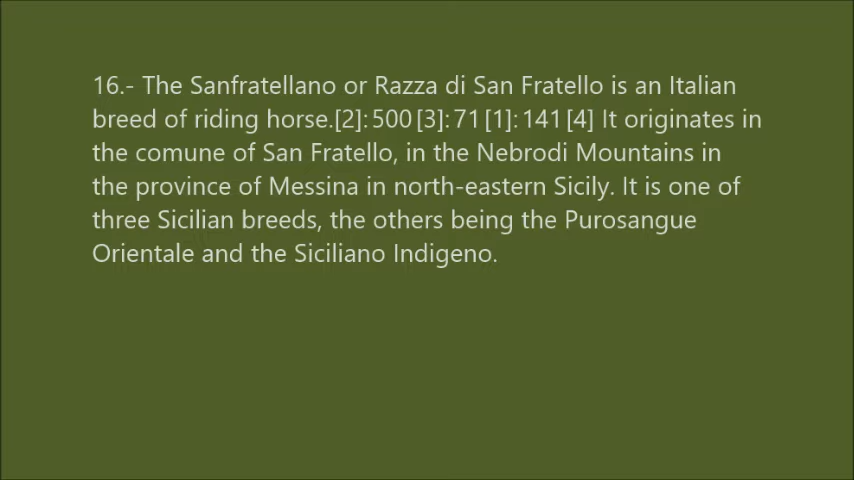 16.- The Sanfratellano or Razza di San Fratello is an Italian
breed of riding horse.[2]: 500 [3]: 71 [1]: 141 [4] It originates in
the comune of San Fratello, in the Nebrodi Mountains in
the province of Messina in north-eastern Sicily. It is one of
three Sicilian breeds, the others being the Purosangue
Orientale and the Siciliano Indigeno.